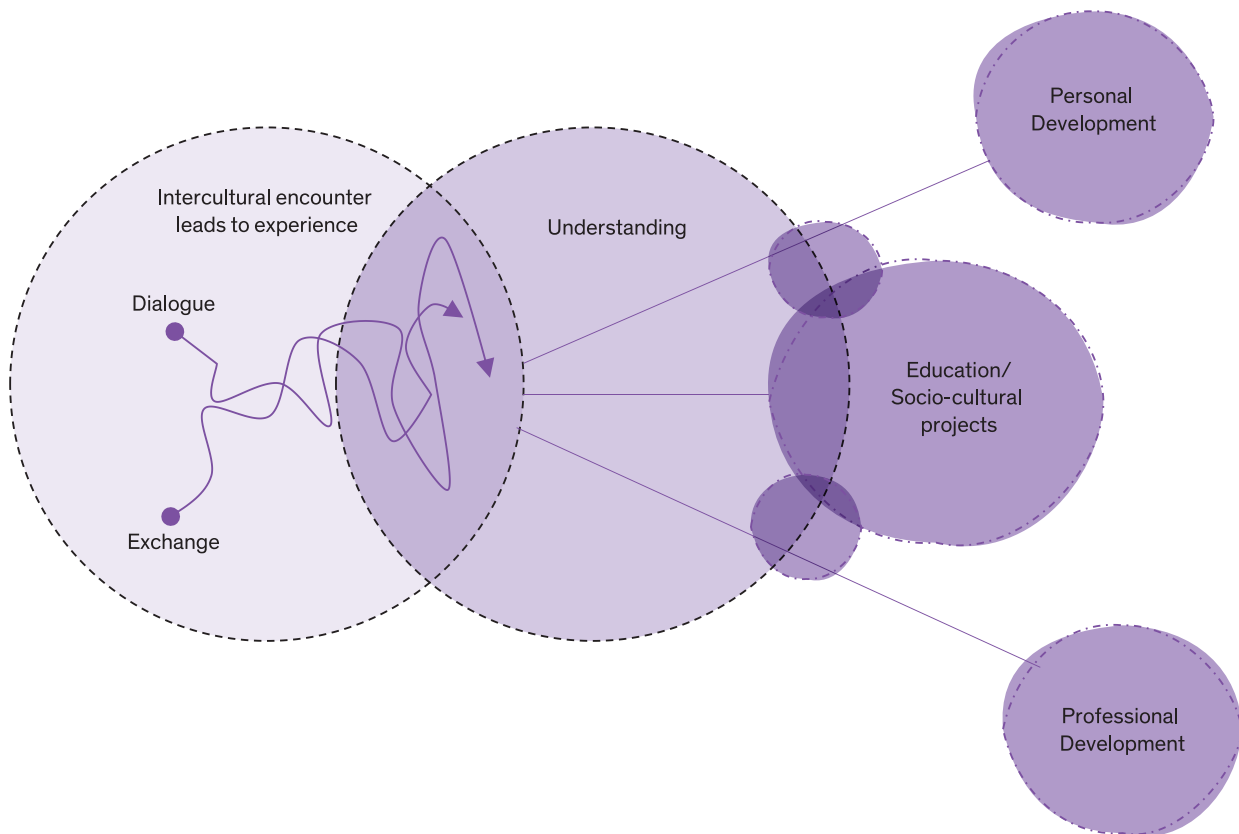 Intercultural encounter
leads to experience
Dialogue
Exchange
Understanding
Personal
Development
Education/
Socio-cultural
projects
Professional
Development